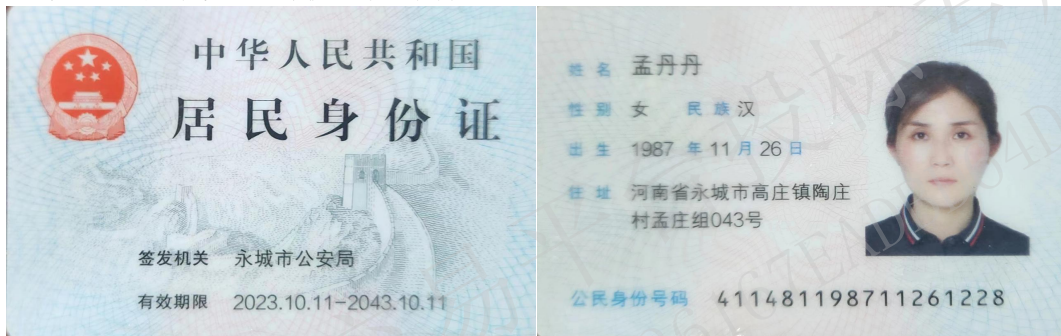 中华人民共和国
居民身份证
签发机关 永城市公安局
有效期限 2023.10.11-2043.10.11
姓名 孟丹丹
性别 女 民族 汉
出生 1987 年 11 月 26 日
住址 河南省永城市高庄镇陶庄
村孟庄组043号
公民身份号码 411481198711261228
投标